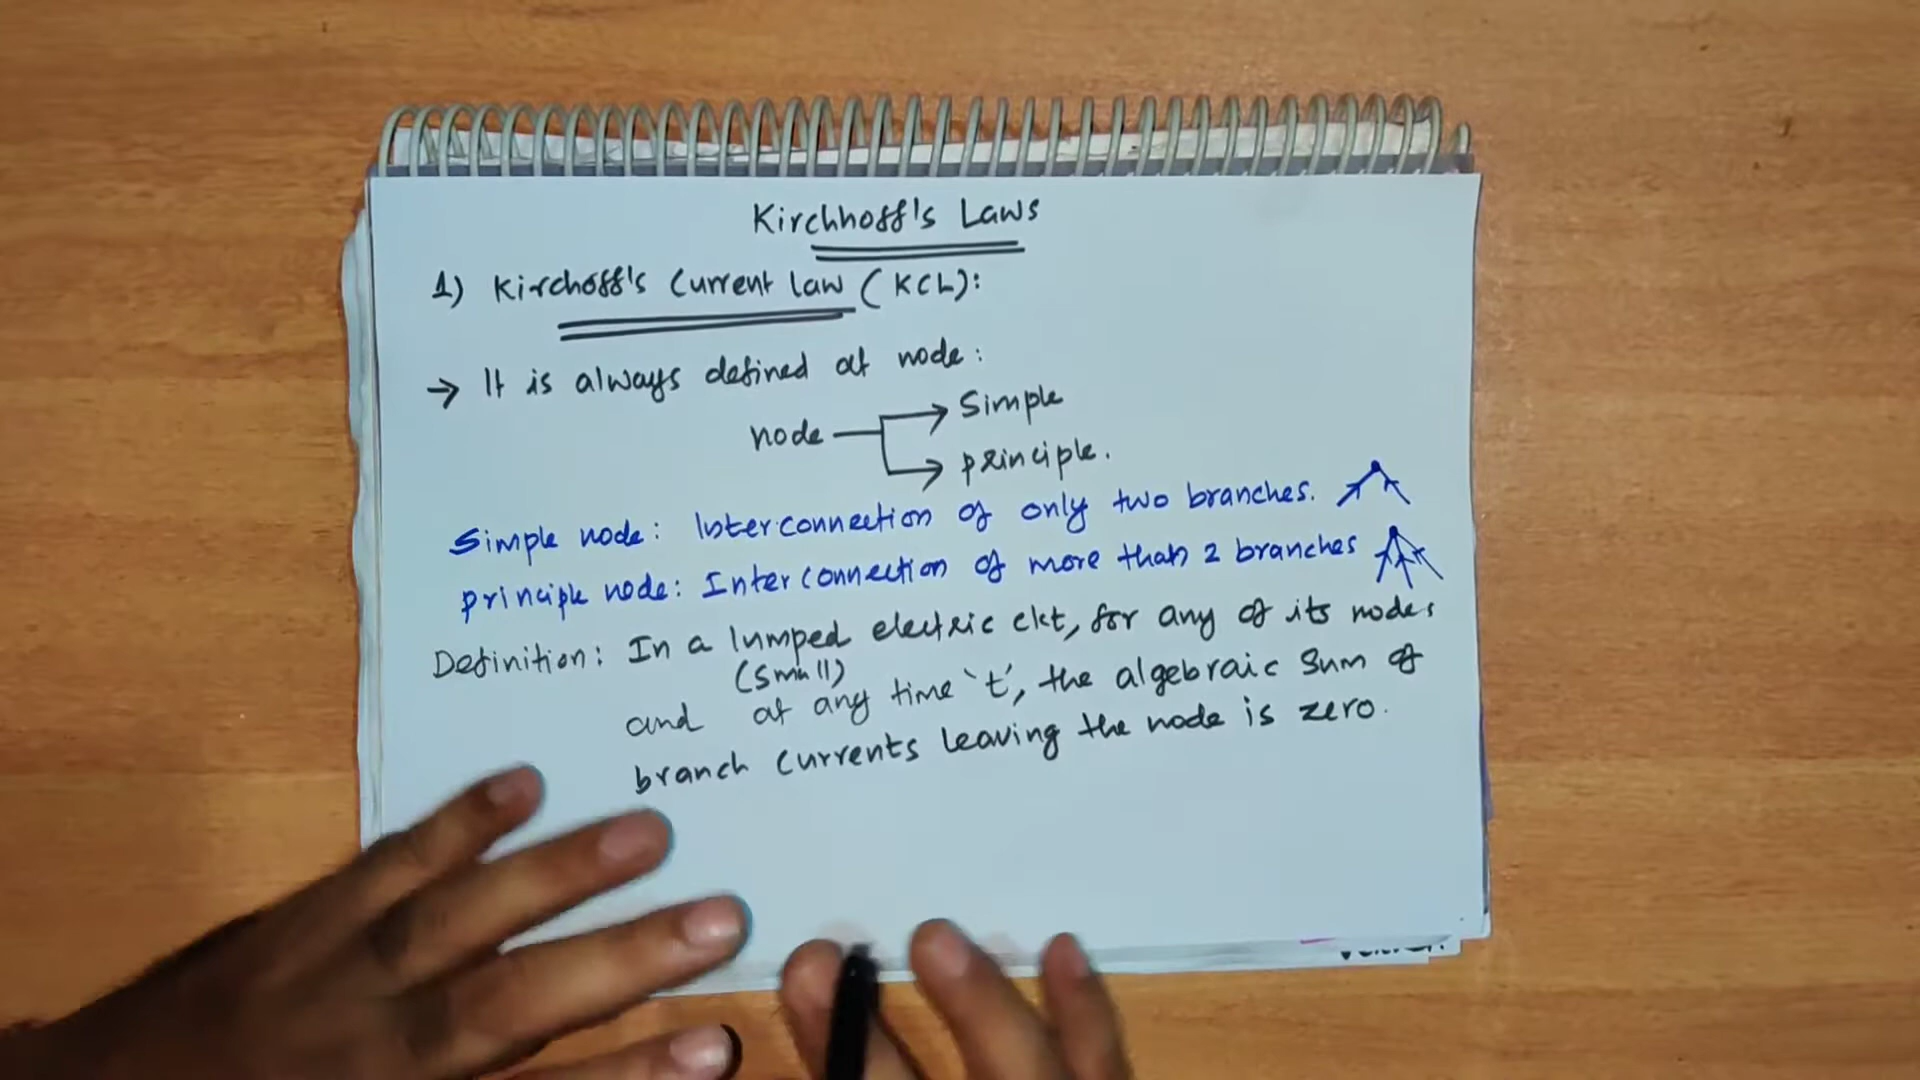 Kirchhoff's Laws
1) Kirchoff's Current law (KCL):
→ It is always defined at node:
node → Simple
→ principle.
Simple node: Interconnection of only two branches.
principle node: Interconnection of more than 2 branches
Definition: In a lumped electric ckt, for any of its nodes
(small)
and at any time 't', the algebraic sum of
branch currents leaving the node is zero.